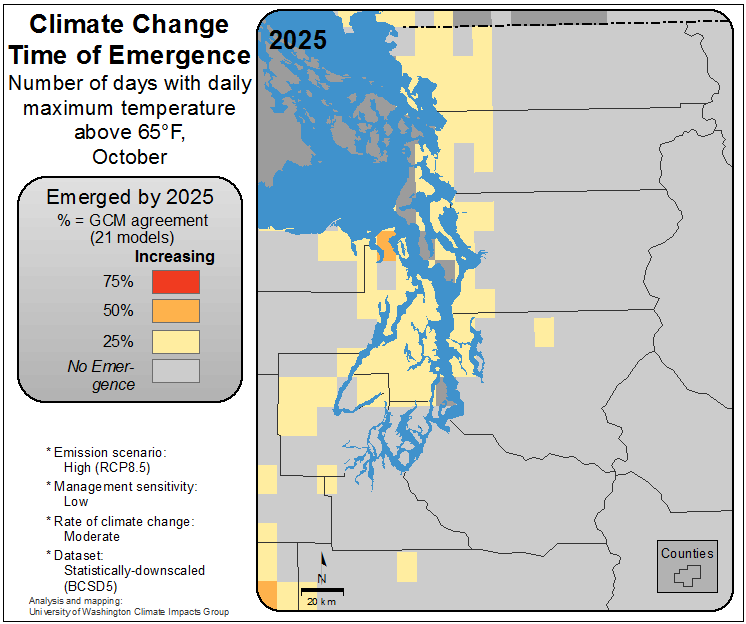 Climate Change
Time of Emergence
Number of days with daily
maximum temperature
above 65°F,
October
Emerged by 2025
% = GCM agreement
(21 models)
Increasing
75%
50%
25%
No Emer-
gence
* Emission scenario:
High (RCP8.5)
* Management sensitivity:
Low
* Rate of climate change:
Moderate
* Dataset:
Statistically-downscaled
(BCSD5)
Analysis and mapping:
University of Washington Climate Impacts Group
2025
N
20 km
Counties